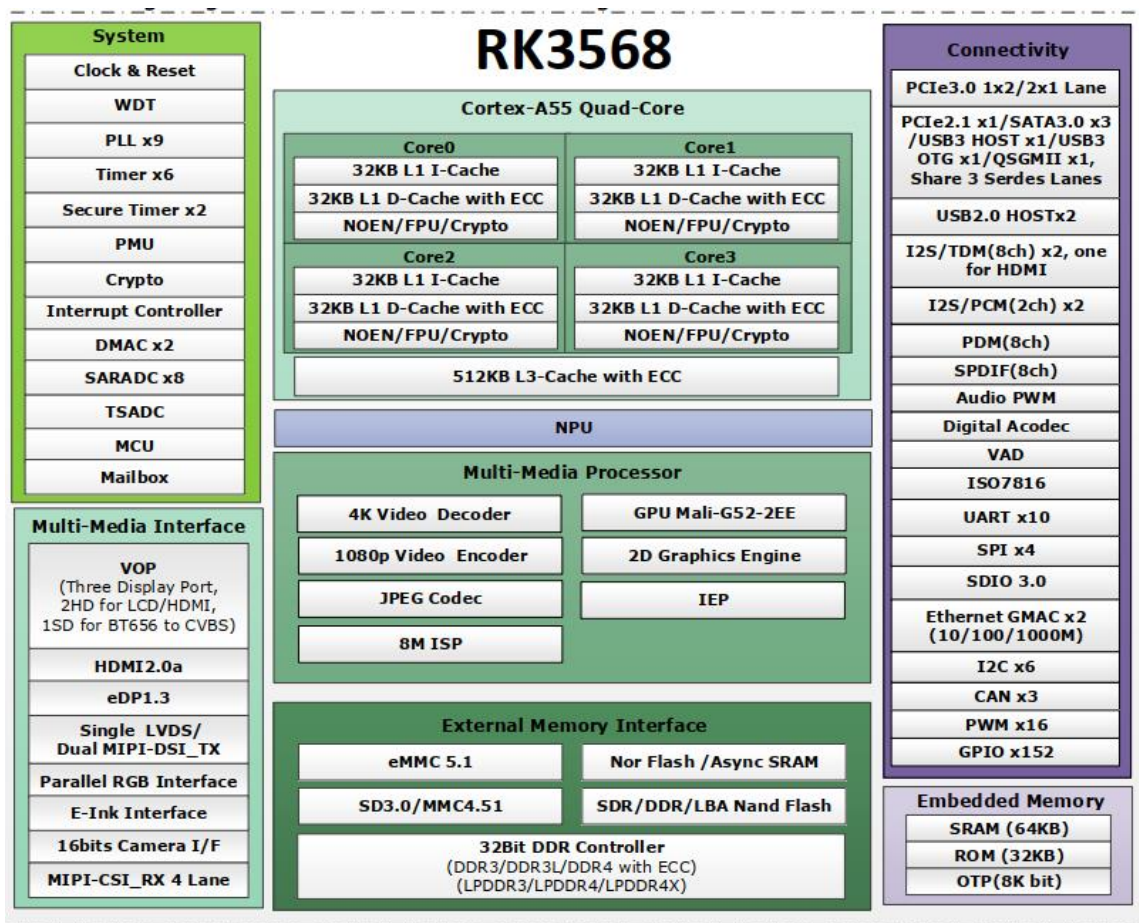 RK3568
System
Clock & Reset
WDT
PLL x9
Timer x6
Secure Timer x2
PMU
Crypto
Interrupt Controller
DMAC x2
SARADC x8
TSADC
MCU
Mailbox
Multi-Media Interface
VOP
(Three Display Port,
2HD for LCD/HDMI,
1SD for BT656 to CVBS)
HDMI2.0a
eDP1.3
Single LVDS/
Dual MIPI-DSI_TX
Parallel RGB Interface
E-Ink Interface
16bits Camera I/F
MIPI-CSI_RX 4 Lane
Cortex-A55 Quad-Core
Core0
32KB L1 I-Cache
32KB L1 D-Cache with ECC
NOEN/FPU/Crypto
Core1
32KB L1 I-Cache
32KB L1 D-Cache with ECC
NOEN/FPU/Crypto
Core2
32KB L1 I-Cache
32KB L1 D-Cache with ECC
NOEN/FPU/Crypto
Core3
32KB L1 I-Cache
32KB L1 D-Cache with ECC
NOEN/FPU/Crypto
512KB L3-Cache with ECC
NPU
Multi-Media Processor
4K Video Decoder
GPU Mali-G52-2EE
1080p Video Encoder
2D Graphics Engine
JPEG Codec
IEP
8M ISP
External Memory Interface
eMMC 5.1
Nor Flash /Async SRAM
SD3.0/MMC4.51
SDR/DDR/LBA Nand Flash
32Bit DDR Controller
(DDR3/DDR3L/DDR4 with ECC)
(LPDDR3/LPDDR4/LPDDR4X)
Connectivity
PCIe3.0 1x2/2x1 Lane
PCIe2.1 x1/SATA3.0 x3
/USB3 HOST x1/USB3
OTG x1/QSGMII x1,
Share 3 Serdes Lanes
USB2.0 HOSTx2
I2S/TDM(8ch) x2, one
for HDMI
I2S/PCM(2ch) x2
PDM(8ch)
SPDIF(8ch)
Audio PWM
Digital Acodec
VAD
ISO7816
UART x10
SPI x4
SDIO 3.0
Ethernet GMAC x2
(10/100/1000M)
I2C x6
CAN x3
PWM x16
GPIO x152
Embedded Memory
SRAM (64KB)
ROM (32KB)
OTP(8K bit)